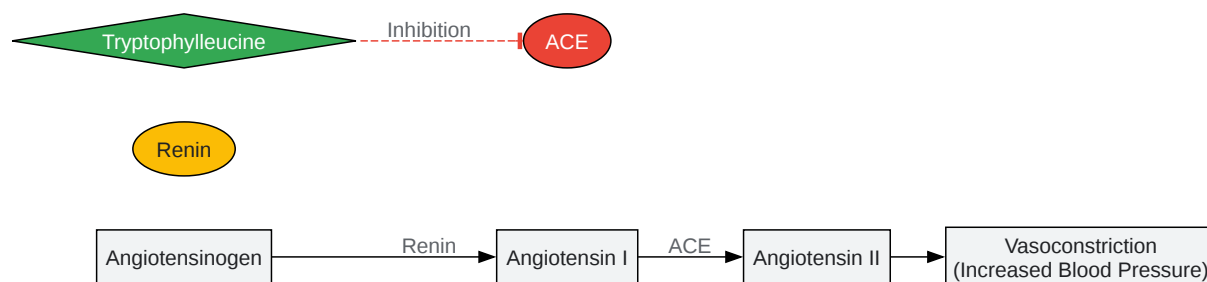 Tryptophylleucine
Inhibition
ACE
Renin
Angiotensinogen
Renin
Angiotensin I
ACE
Angiotensin II
Vasoconstriction
(Increased Blood Pressure)